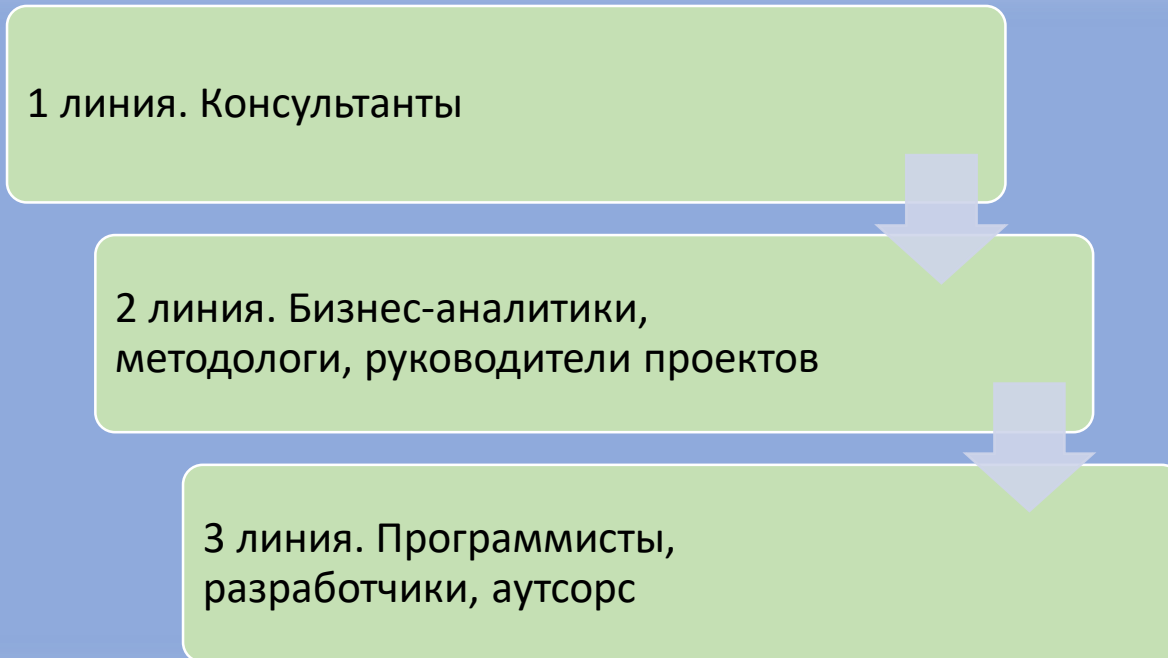 1 линия. Консультанты
2 линия. Бизнес-аналитики,
методологи, руководители проектов
3 линия. Программисты,
разработчики, аутсорс